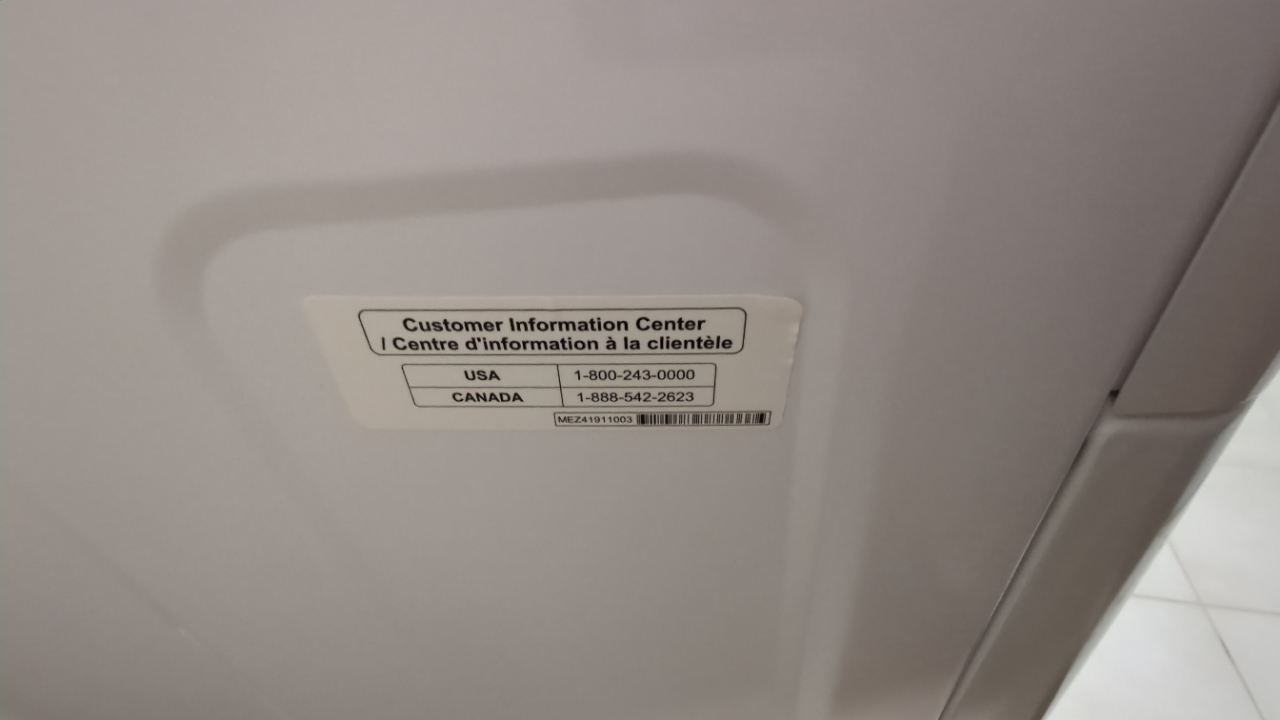 Customer Information Center
/ Centre d'information à la clientèle
USA 1-800-243-0000
CANADA 1-888-542-2623
MEZ41911003